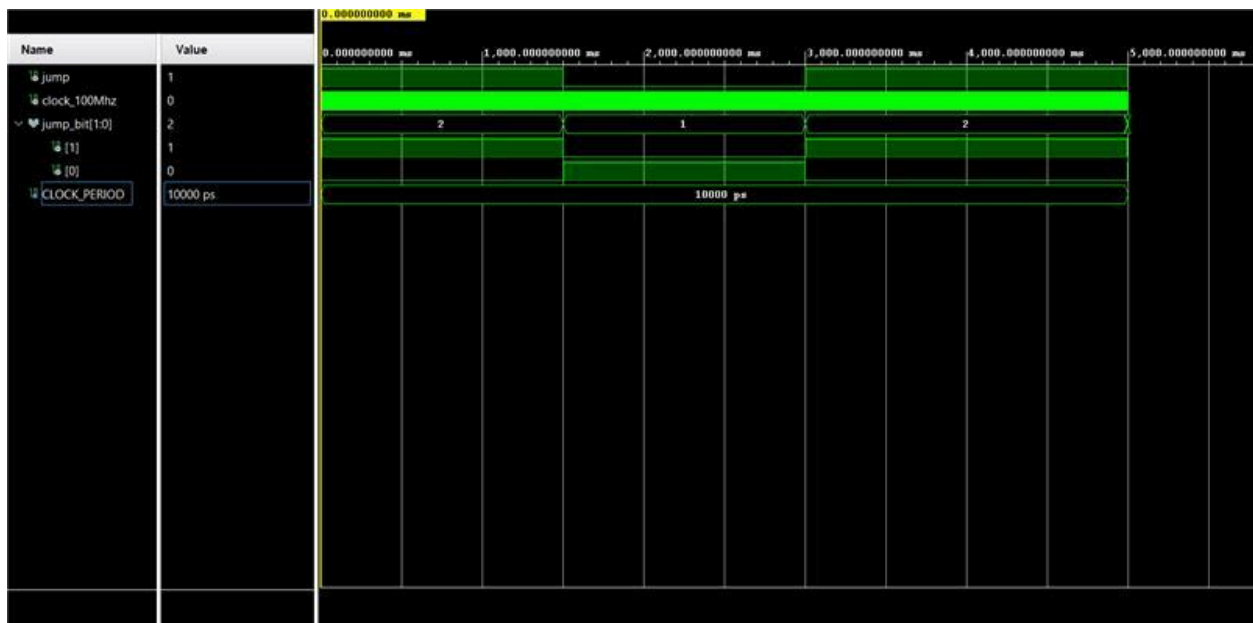 0.000000000 ms
Name Value
0.000000000 ms 1,000.000000000 ms 2,000.000000000 ms 3,000.000000000 ms 4,000.000000000 ms 5,000.000000000 ms
jump 1
clock_100Mhz 0
jump_bit[1:0] 2 2 1 2
[1] 1
[0] 0
CLOCK_PERIOD 10000 ps 10000 ps